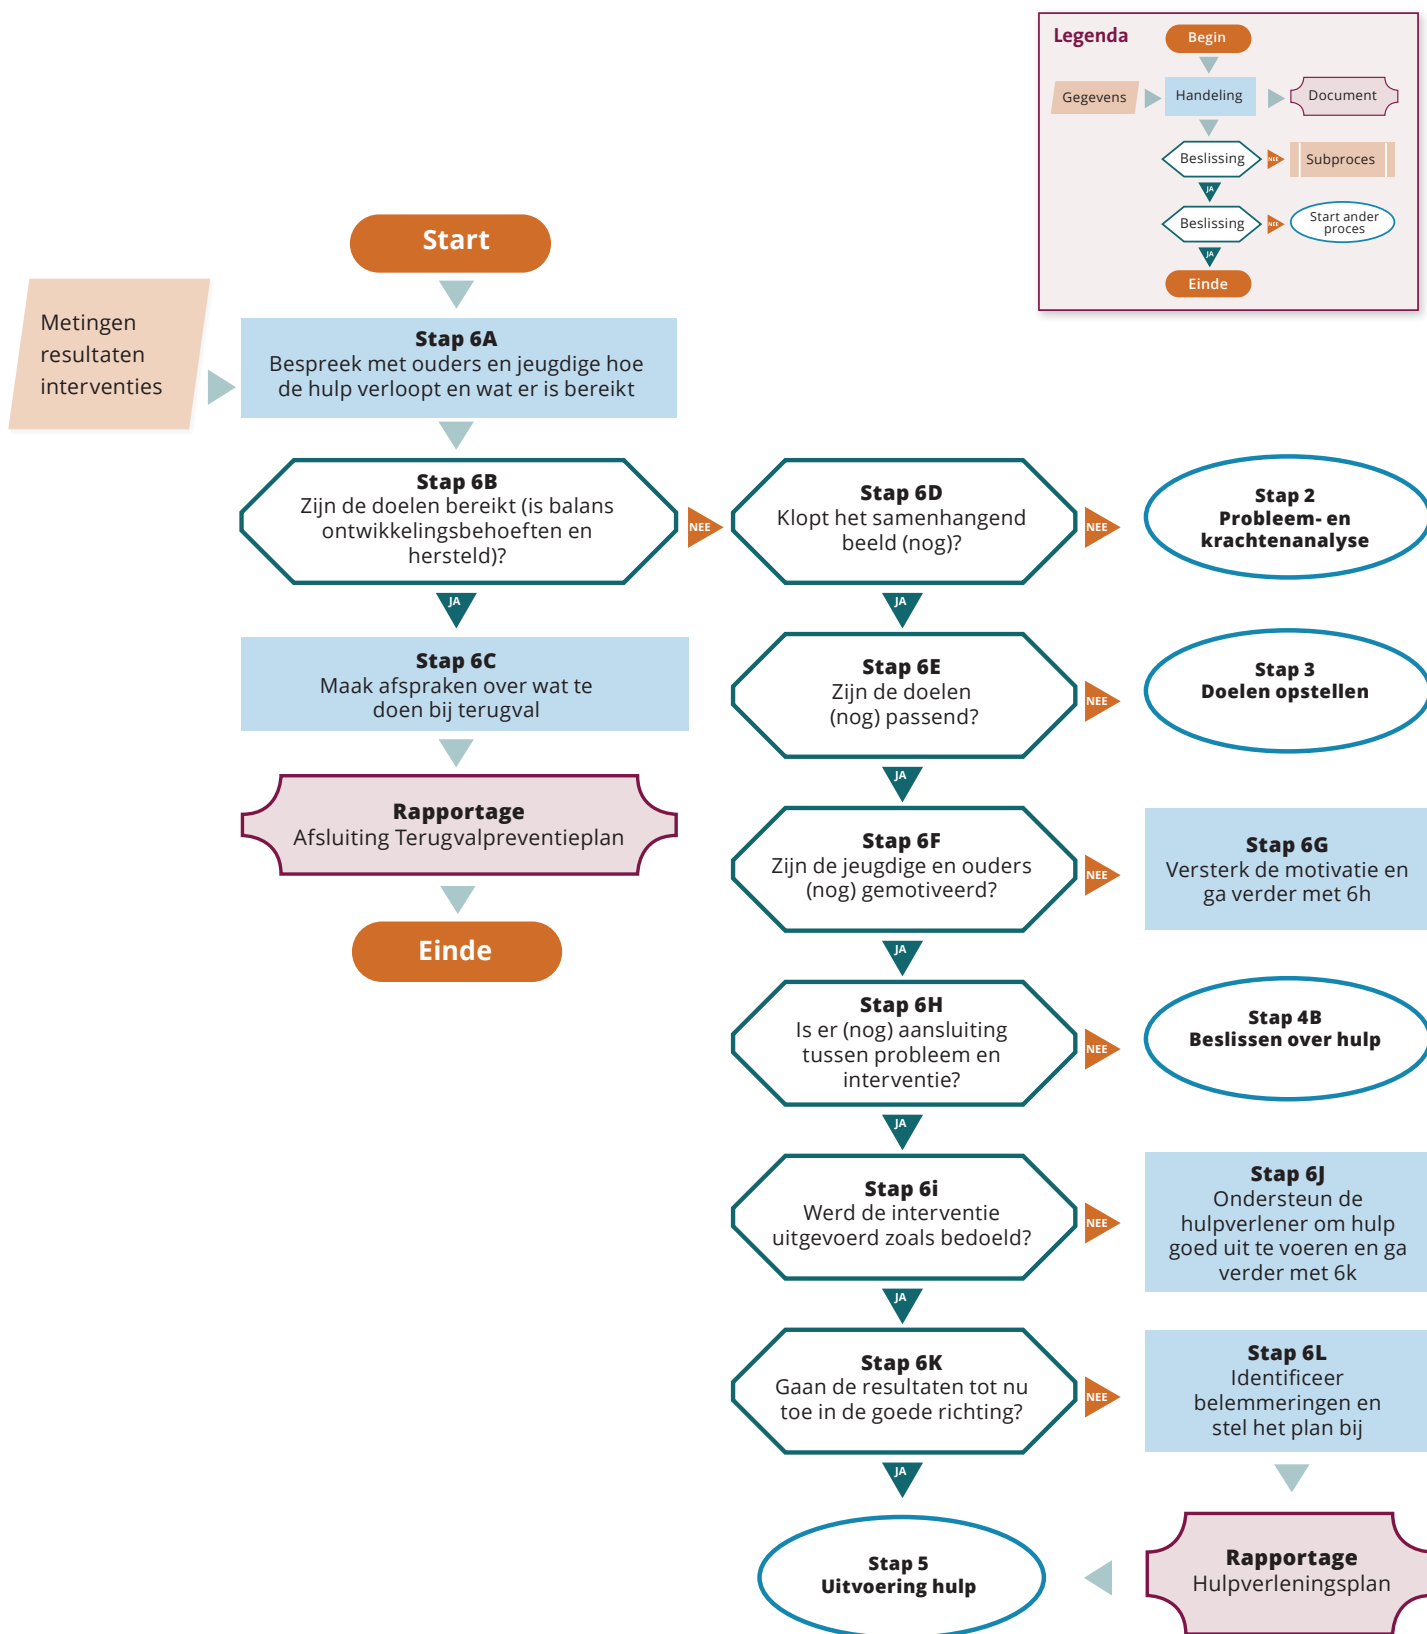 Legenda
Begin
Gegevens
Handeling
Document
Beslissing
NEE
Subproces
JA
Beslissing
NEE
Start ander
proces
JA
Einde
Start
Metingen
resultaten
interventies
Stap 6A
Bespreek met ouders en jeugdige hoe
de hulp verloopt en wat er is bereikt
Stap 6B
Zijn de doelen bereikt (is balans
ontwikkelingsbehoeften en
hersteld)?
NEE
JA
Stap 6C
Maak afspraken over wat te
doen bij terugval
Rapportage
Afsluiting Terugvalpreventieplan
Einde
Stap 6D
Klopt het samenhangend
beeld (nog)?
NEE
Stap 2
Probleem- en
krachtenanalyse
JA
Stap 6E
Zijn de doelen
(nog) passend?
NEE
Stap 3
Doelen opstellen
JA
Stap 6F
Zijn de jeugdige en ouders
(nog) gemotiveerd?
NEE
Stap 6G
Versterk de motivatie en
ga verder met 6h
JA
Stap 6H
Is er (nog) aansluiting
tussen probleem en
interventie?
NEE
Stap 4B
Beslissen over hulp
JA
Stap 6i
Werd de interventie
uitgevoerd zoals bedoeld?
NEE
Stap 6J
Ondersteun de
hulpverlener om hulp
goed uit te voeren en ga
verder met 6k
JA
Stap 6K
Gaan de resultaten tot nu
toe in de goede richting?
NEE
Stap 6L
Identificeer
belemmeringen en
stel het plan bij
JA
Stap 5
Uitvoering hulp
Rapportage
Hulpverleningsplan